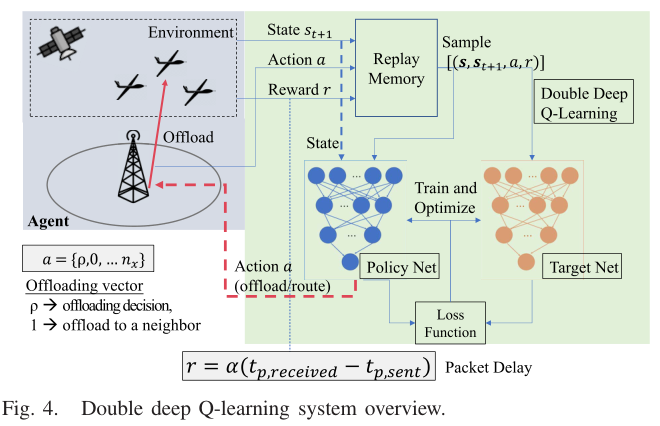 Environment
State s_{t+1}
Action a
Reward r
Replay
Memory
Sample
[(s, s_{t+1}, a, r)]
Double Deep
Q-Learning
Offload
State
Agent
...
...
...
...
Train and
Optimize
Policy Net
Target Net
a = {ρ,0, … n_x}
Offloading vector
ρ → offloading decision,
1 → offload to a neighbor
Action a
(offload/route)
Loss
Function
r = α(t_{p,received} − t_{p,sent})
Packet Delay
Fig. 4. Double deep Q-learning system overview.